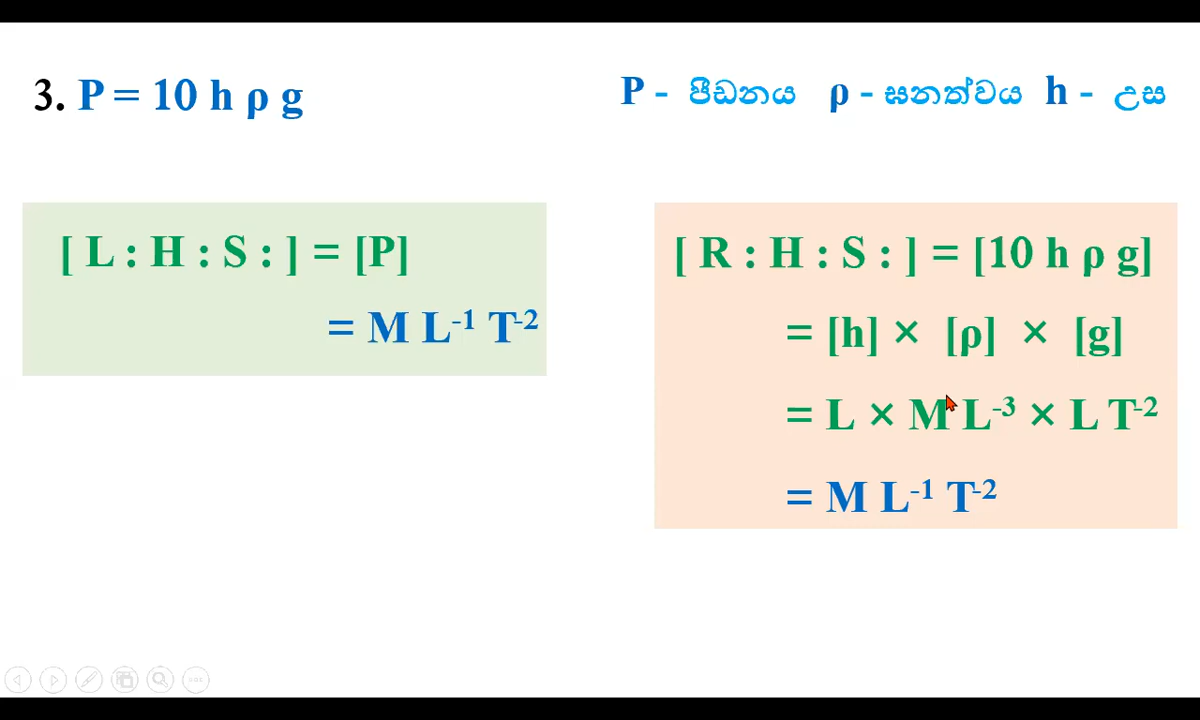 3. P = 10 h ρ g
P - පීඩනය ρ - ඝනත්වය h - උස
[ L : H : S : ] = [P]
= M L⁻¹ T⁻²
[ R : H : S : ] = [10 h ρ g]
= [h] × [ρ] × [g]
= L × M L⁻³ × L T⁻²
= M L⁻¹ T⁻²